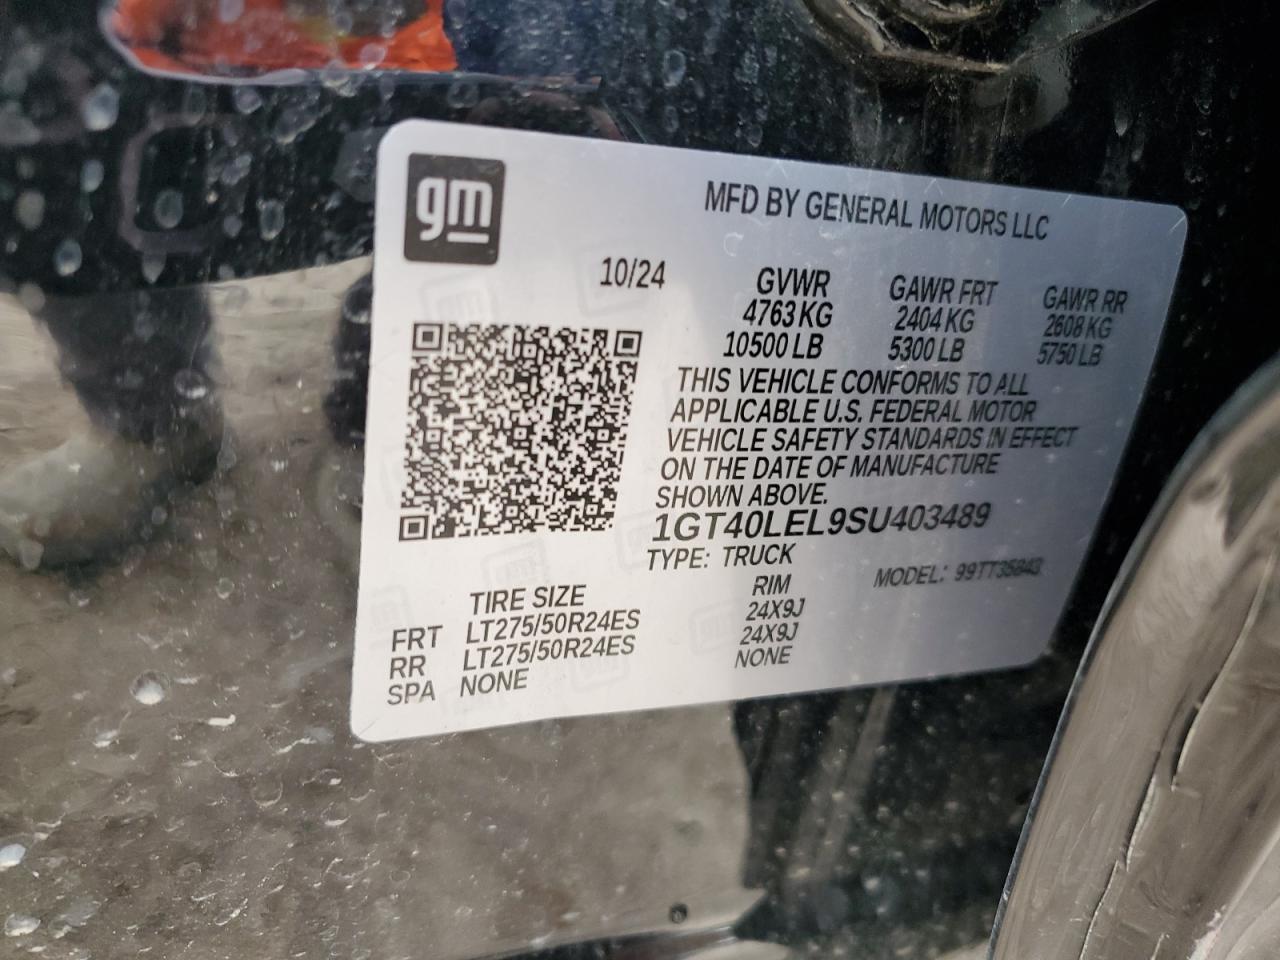 gm
MFD BY GENERAL MOTORS LLC
10/24 GVWR GAWR FRT GAWR RR
4763 KG 2404 KG 2608 KG
10500 LB 5300 LB 5750 LB
THIS VEHICLE CONFORMS TO ALL
APPLICABLE U.S. FEDERAL MOTOR
VEHICLE SAFETY STANDARDS IN EFFECT
ON THE DATE OF MANUFACTURE
SHOWN ABOVE.
1GT40LEL9SU403489
TYPE: TRUCK MODEL:
TIRE SIZE RIM
FRT LT275/50R24ES 24X9J
RR LT275/50R24ES 24X9J
SPA NONE NONE